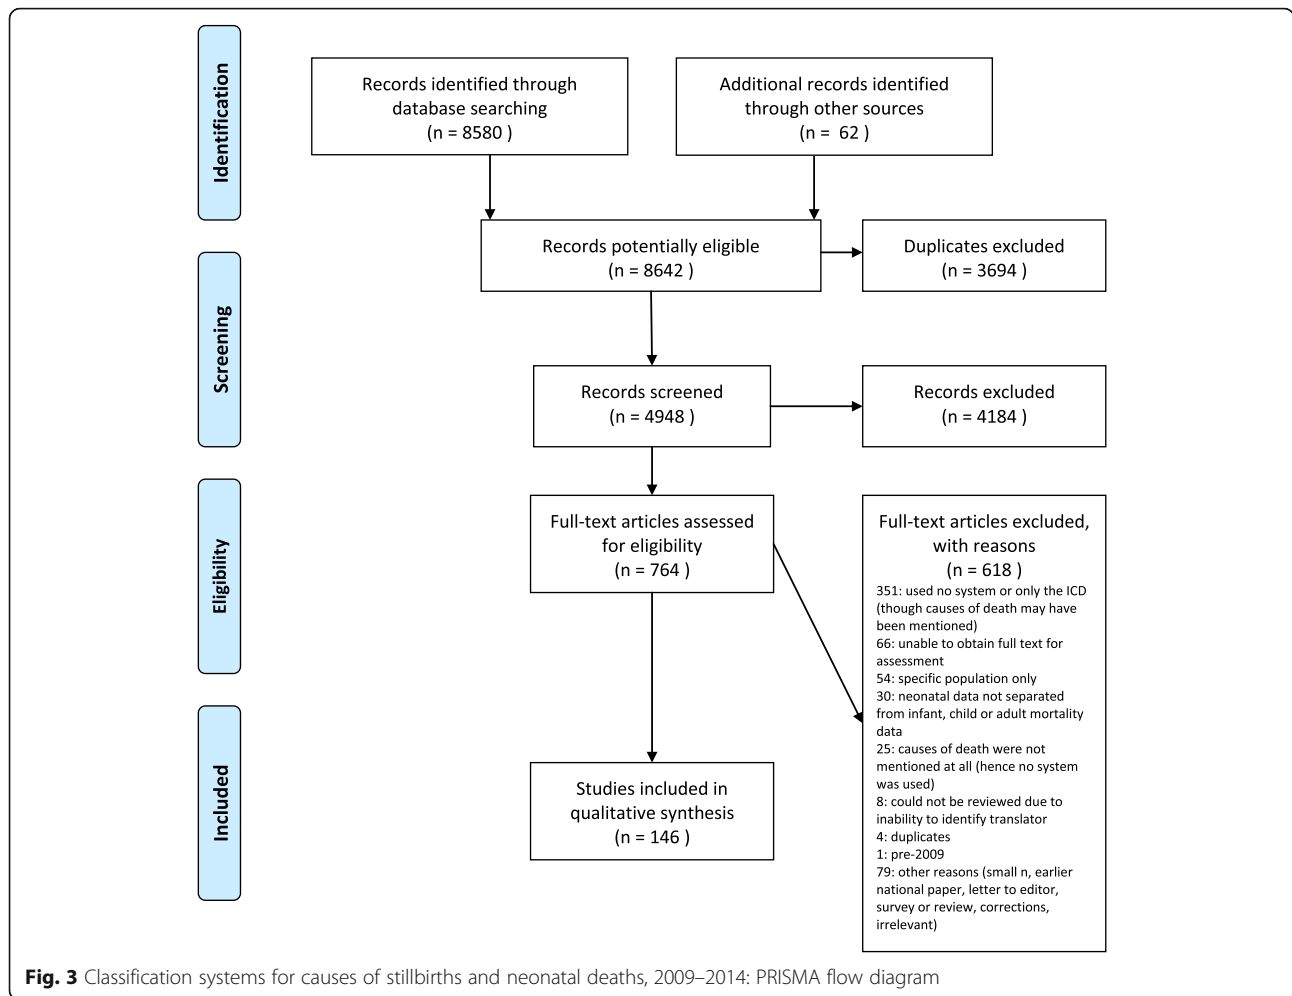 Identification
Records identified through
database searching
(n = 8580 )
Additional records identified
through other sources
(n =  62 )
Records potentially eligible
(n = 8642 )
Duplicates excluded
(n = 3694 )
Screening
Records screened
(n = 4948 )
Records excluded
(n = 4184 )
Eligibility
Full-text articles assessed
for eligibility
(n = 764 )
Full-text articles excluded,
with reasons
(n = 618 )
351: used no system or only the ICD
(though causes of death may have
been mentioned)
66: unable to obtain full text for
assessment
54: specific population only
30: neonatal data not separated
from infant, child or adult mortality
data
25: causes of death were not
mentioned at all (hence no system
was used)
8: could not be reviewed due to
inability to identify translator
4: duplicates
1: pre-2009
79: other reasons (small n, earlier
national paper, letter to editor,
survey or review, corrections,
irrelevant)
Included
Studies included in
qualitative synthesis
(n = 146 )
Fig. 3 Classification systems for causes of stillbirths and neonatal deaths, 2009–2014: PRISMA flow diagram